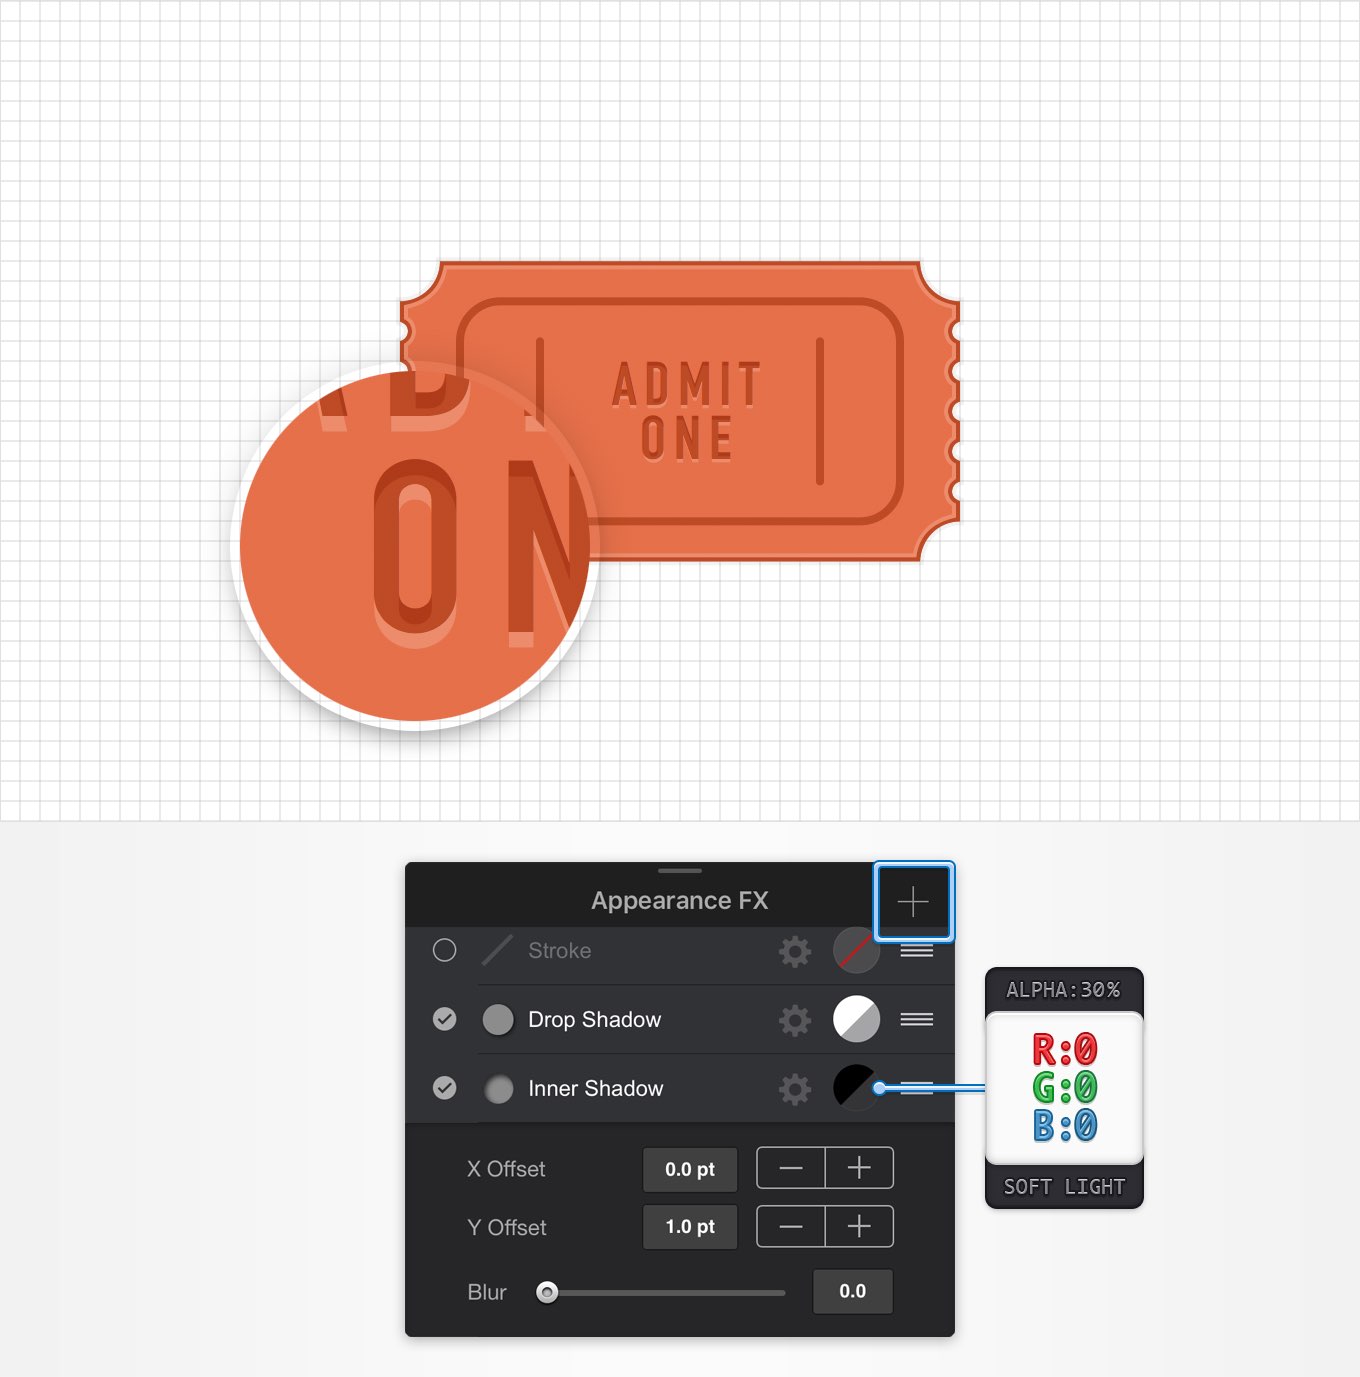 ADMIT
ONE
AD
ON
Appearance FX
Stroke
Drop Shadow
Inner Shadow
X Offset 0.0 pt
Y Offset 1.0 pt
Blur 0.0
ALPHA:30%
R:0
G:0
B:0
SOFT LIGHT